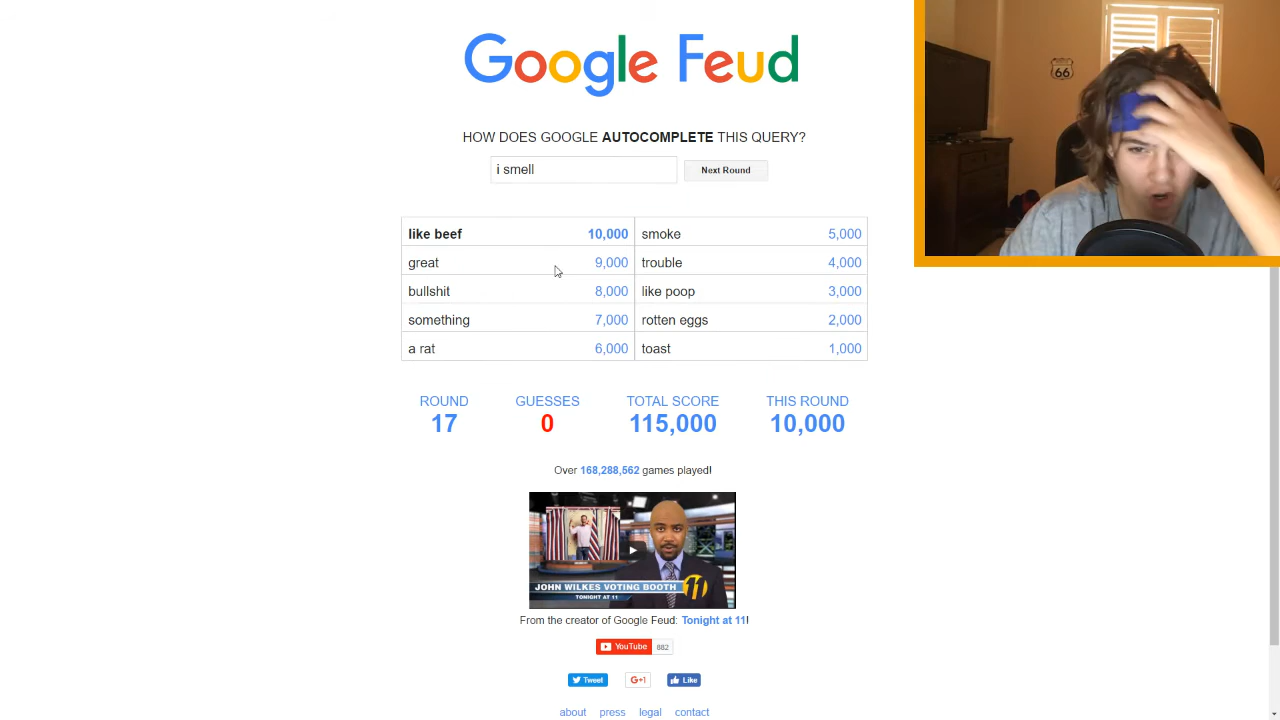 Google Feud
66
HOW DOES GOOGLE AUTOCOMPLETE THIS QUERY?
i smell
Next Round
like beef 10,000
smoke 5,000
great 9,000
trouble 4,000
bullshit 8,000
like poop 3,000
something 7,000
rotten eggs 2,000
a rat 6,000
toast 1,000
ROUND GUESSES TOTAL SCORE THIS ROUND
17 0 115,000 10,000
Over 168,288,562 games played!
JOHN WILKES VOTING BOOTH
TONIGHT AT 11
11
From the creator of Google Feud: Tonight at 11!
YouTube 882
Tweet G+1 Like
about press legal contact